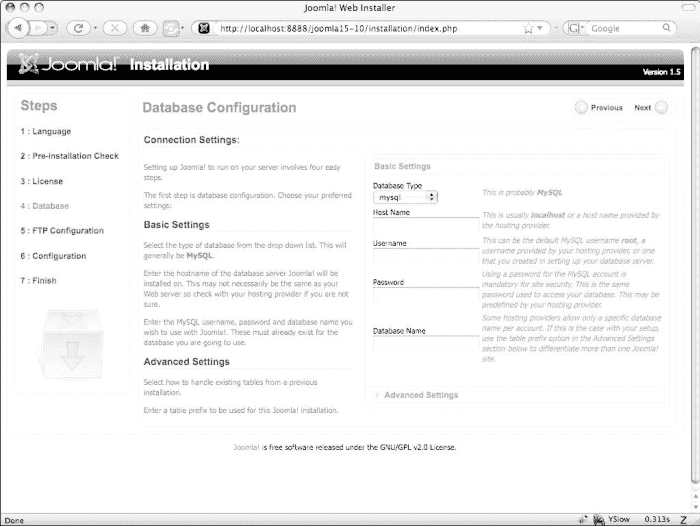 Joomla! Web Installer
http://localhost:8888/joomla15-10/installation/index.php
Google
Joomla! Installation
Version 1.5
Steps
1 : Language
2 : Pre-installation Check
3 : License
4 : Database
5 : FTP Configuration
6 : Configuration
7 : Finish
Database Configuration
Previous Next
Connection Settings:
Setting up Joomla! to run on your server involves four easy
steps.
The first step is database configuration. Choose your preferred
settings:
Basic Settings
Select the type of database from the drop down list. This will
generally be MySQL.
Enter the hostname of the database server Joomla! will be
installed on. This may not necessarily be the same as your
Web server so check with your hosting provider if you are not
sure.
Enter the MySQL username, password and database name you
wish to use with Joomla!. These must already exist for the
database you are going to use.
Advanced Settings
Select how to handle existing tables from a previous
installation.
Enter a table prefix to be used for this Joomla! installation.
Basic Settings
Database Type
mysql
This is probably MySQL
Host Name
This is usually localhost or a host name provided by
the hosting provider.
Username
This can be the default MySQL username root, a
username provided by your hosting provider, or one
that you created in setting up your database server.
Password
Using a password for the MySQL account is
mandatory for site security. This is the same
password used to access your database. This may be
predefined by your hosting provider.
Database Name
Some hosting providers allow only a specific database
name per account. If this is the case with your setup,
use the table prefix option in the Advanced Settings
section below to differentiate more than one Joomla!
site.
Advanced Settings
Joomla! is free software released under the GNU/GPL v2.0 License.
Done
YSlow 0.313s